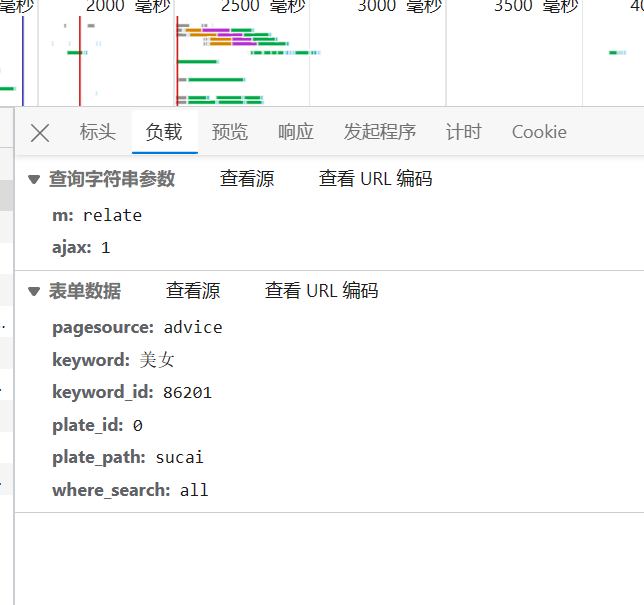 毫秒 2000 毫秒 2500 毫秒 3000 毫秒 3500 毫秒 40
标头 负载 预览 响应 发起程序 计时 Cookie
查询字符串参数 查看源 查看 URL 编码
m: relate
ajax: 1
表单数据 查看源 查看 URL 编码
pagesource: advice
keyword: 美女
keyword_id: 86201
plate_id: 0
plate_path: sucai
where_search: all